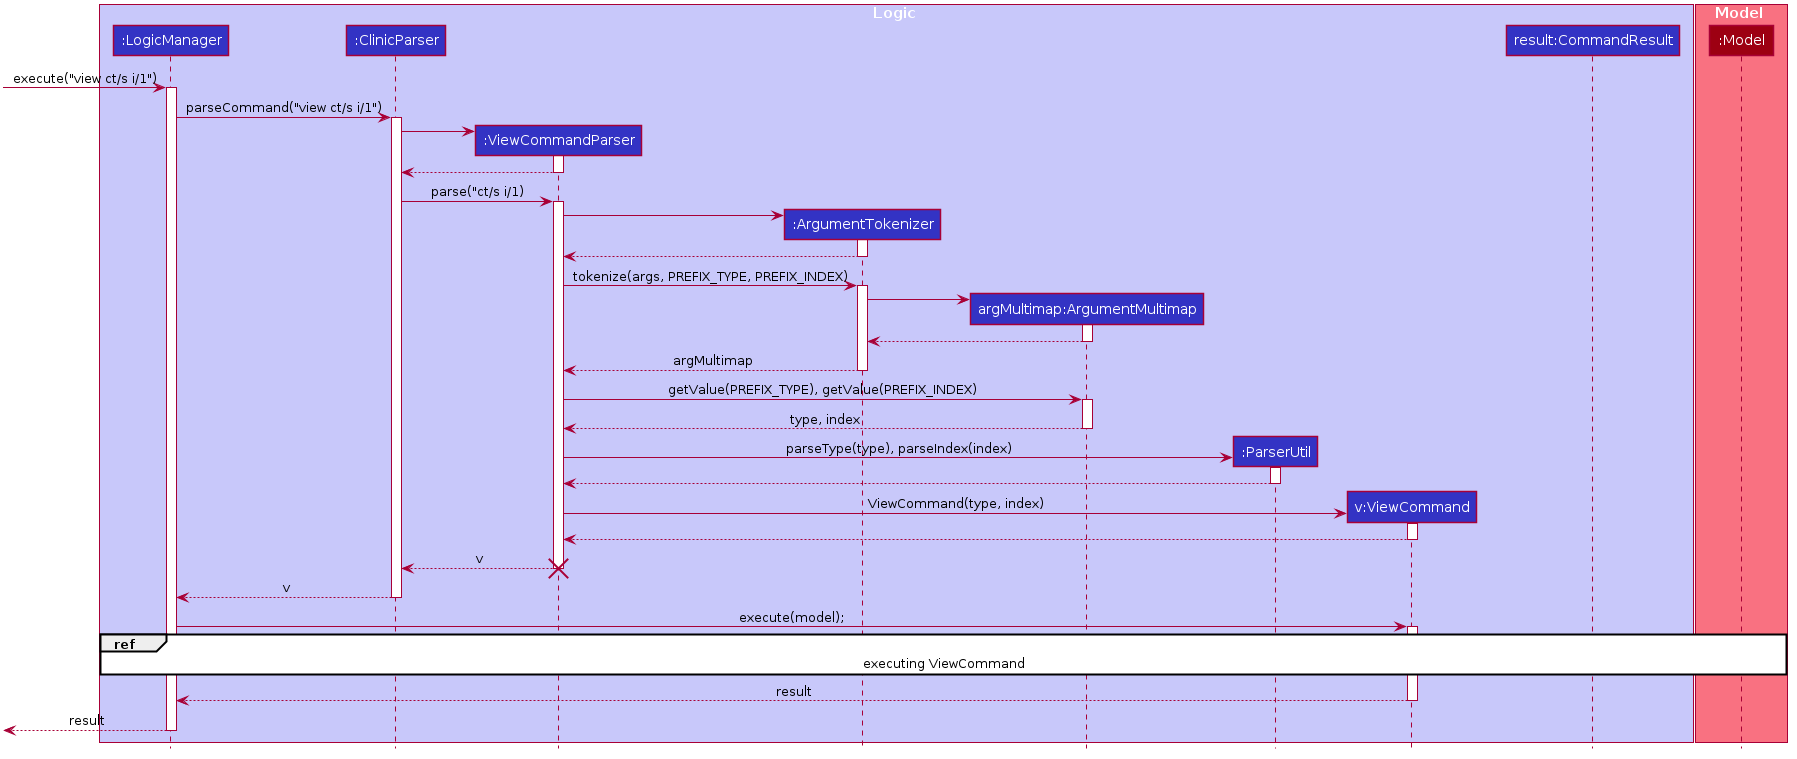 Logic
Model
:LogicManager
:ClinicParser
result:CommandResult
:Model
execute("view ct/s i/1")
parseCommand("view ct/s i/1")
:ViewCommandParser
parse("ct/s i/1)
:ArgumentTokenizer
tokenize(args, PREFIX_TYPE, PREFIX_INDEX)
argMultimap:ArgumentMultimap
argMultimap
getValue(PREFIX_TYPE), getValue(PREFIX_INDEX)
type, index
parseType(type), parseIndex(index)
:ParserUtil
ViewCommand(type, index)
v:ViewCommand
v
v
execute(model);
ref
executing ViewCommand
result
result